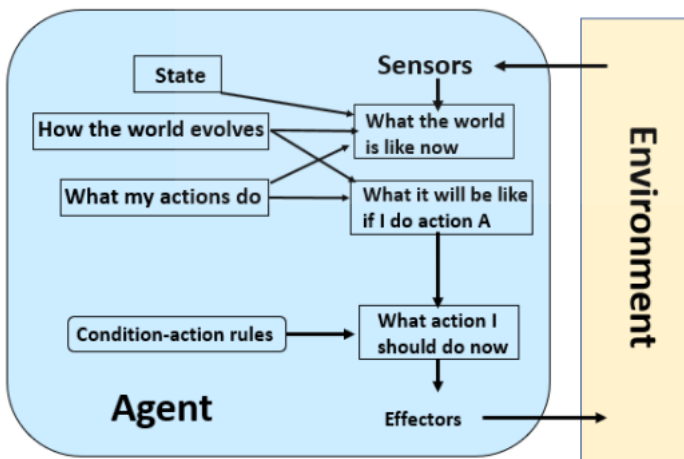 State
Sensors
How the world evolves
What the world
is like now
What my actions do
What it will be like
if I do action A
Condition-action rules
What action I
should do now
Agent
Effectors
Environment